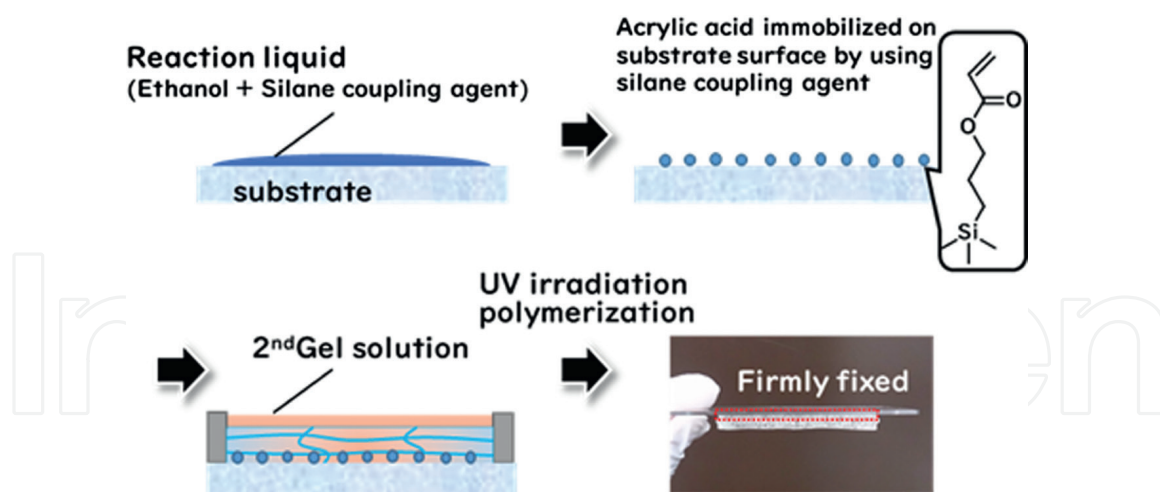 Reaction liquid
(Ethanol + Silane coupling agent)
substrate
Acrylic acid immobilized on
substrate surface by using
silane coupling agent
O
O
Si
2ndGel solution
UV irradiation
polymerization
Firmly fixed